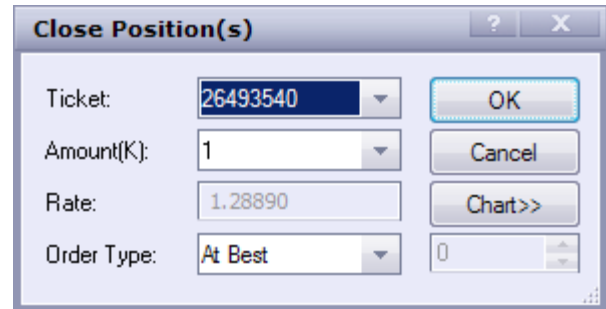 Close Position(s) ? X
Ticket: 26493540 OK
Amount(K): 1 Cancel
Rate: 1.28890 Chart>>
Order Type: At Best 0